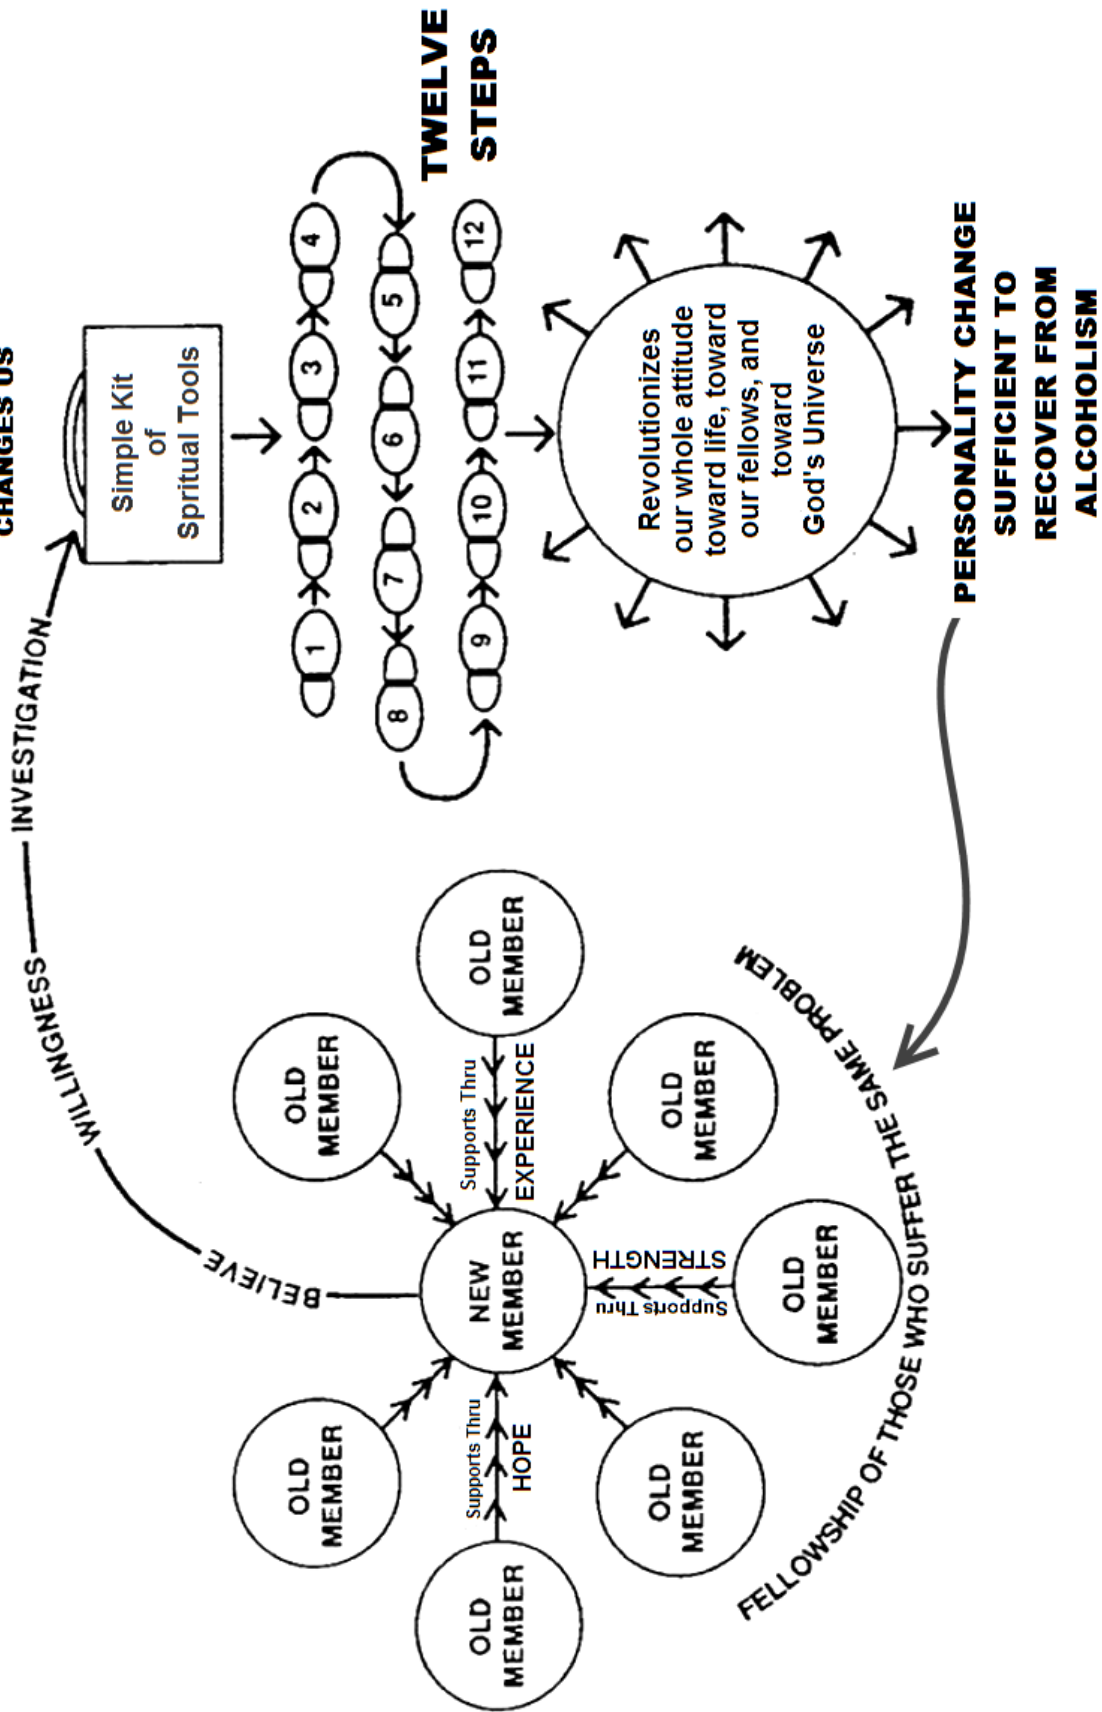 CHANGES US
BELIEVE
WILLINGNESS
INVESTIGATION
OLD
MEMBER
OLD
MEMBER
OLD
MEMBER
Supports Thru
HOPE
NEW
MEMBER
Supports Thru
EXPERIENCE
OLD
MEMBER
Supports Thru
STRENGTH
OLD
MEMBER
OLD
MEMBER
OLD
MEMBER
FELLOWSHIP OF THOSE WHO SUFFER THE SAME PROBLEM
Simple Kit
of
Spritual Tools
1 2 3 4
8 7 6 5
9 10 11 12
TWELVE
STEPS
Revolutionizes
our whole attitude
toward life, toward
our fellows, and
toward
God's Universe
PERSONALITY CHANGE
SUFFICIENT TO
RECOVER FROM
ALCOHOLISM